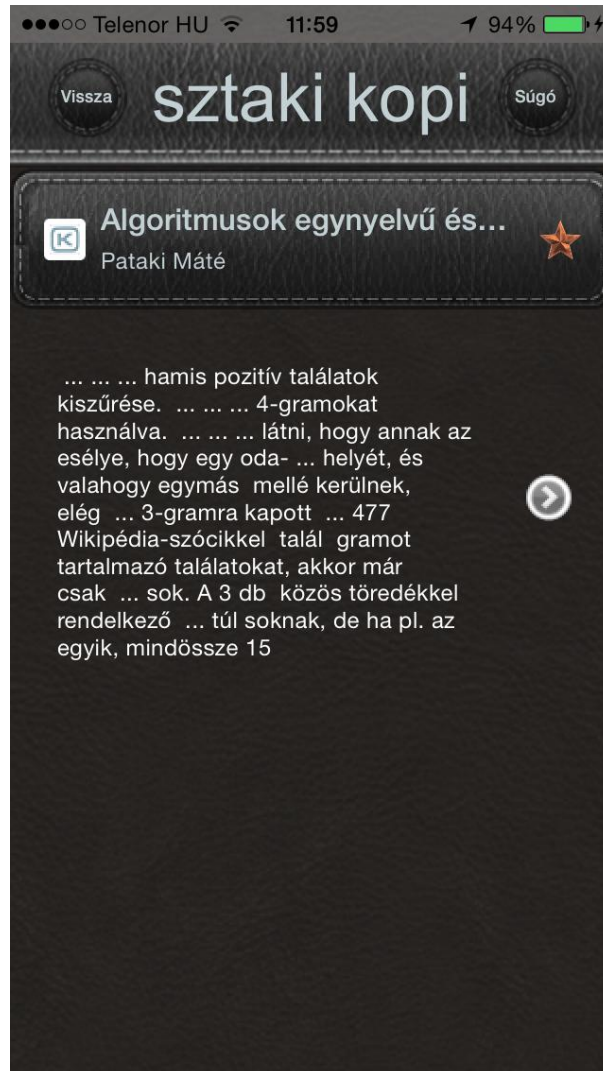 Telenor HU 11:59 94%
Vissza sztaki kopi Súgó
Algoritmusok egynyelvű és...
Pataki Máté
... ... ... hamis pozitív találatok
kiszűrése. ... ... ... 4-gramokat
használva. ... ... ... látni, hogy annak az
esélye, hogy egy oda- ... helyét, és
valahogy egymás mellé kerülnek,
elég ... 3-gramra kapott ... 477
Wikipédia-szócikkel talál gramot
tartalmazó találatokat, akkor már
csak ... sok. A 3 db közös töredékkel
rendelkező ... túl soknak, de ha pl. az
egyik, mindössze 15